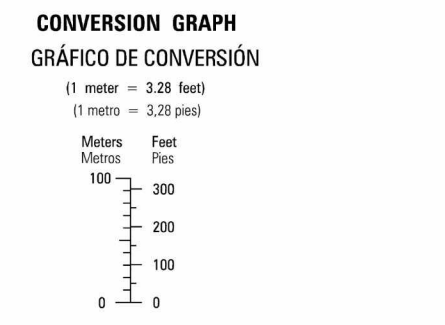 CONVERSION GRAPH
GRÁFICO DE CONVERSIÓN
(1 meter = 3.28 feet)
(1 metro = 3,28 pies)
Meters Feet
Metros Pies
100
300
200
100
0 0